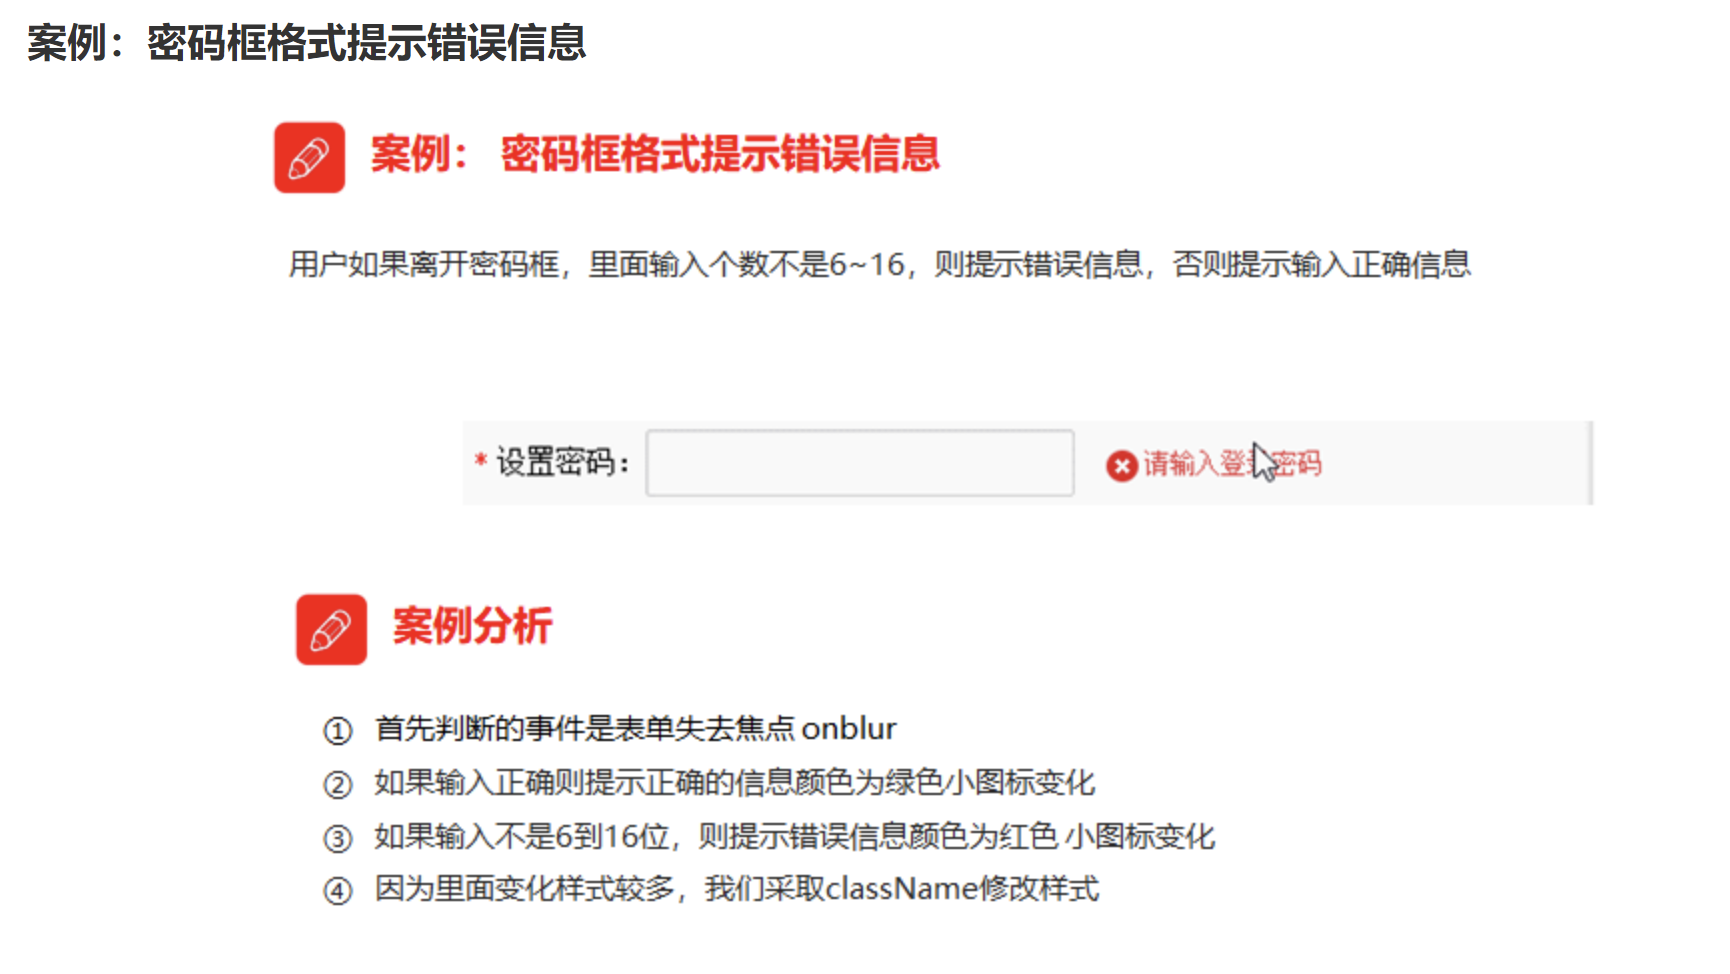 案例：密码框格式提示错误信息
案例： 密码框格式提示错误信息
用户如果离开密码框，里面输入个数不是6~16，则提示错误信息，否则提示输入正确信息
* 设置密码： 请输入登录密码
案例分析
① 首先判断的事件是表单失去焦点 onblur
② 如果输入正确则提示正确的信息颜色为绿色小图标变化
③ 如果输入不是6到16位，则提示错误信息颜色为红色 小图标变化
④ 因为里面变化样式较多，我们采取className修改样式